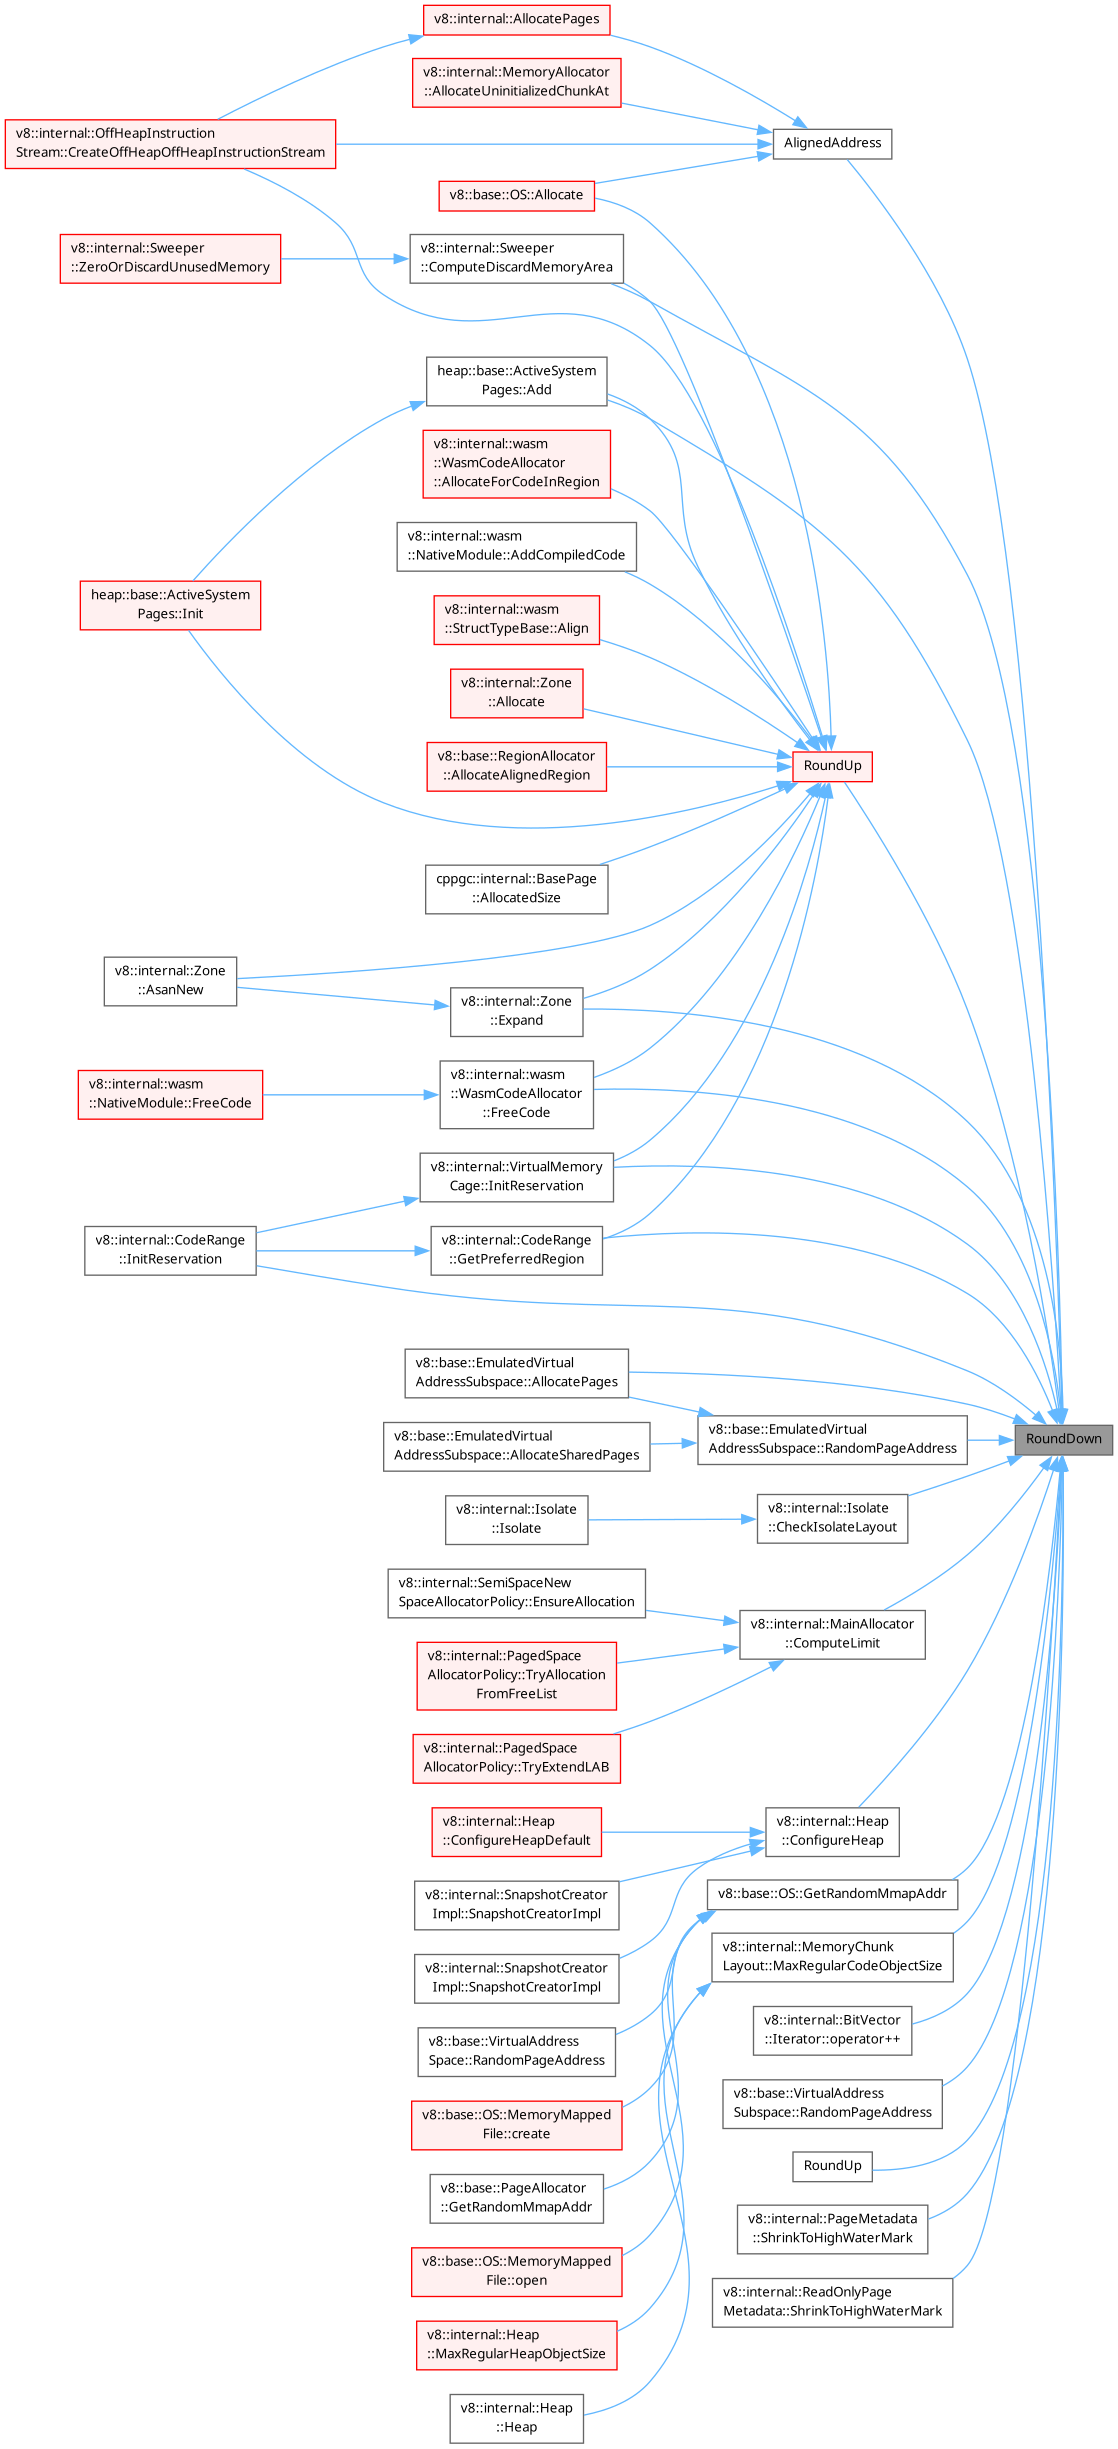 v8::internal::AllocatePages
v8::internal::MemoryAllocator
::AllocateUninitializedChunkAt
v8::internal::OffHeapInstruction
Stream::CreateOffHeapOffHeapInstructionStream
AlignedAddress
v8::base::OS::Allocate
v8::internal::Sweeper
::ZeroOrDiscardUnusedMemory
v8::internal::Sweeper
::ComputeDiscardMemoryArea
heap::base::ActiveSystem
Pages::Add
v8::internal::wasm
::WasmCodeAllocator
::AllocateForCodeInRegion
v8::internal::wasm
::NativeModule::AddCompiledCode
heap::base::ActiveSystem
Pages::Init
v8::internal::wasm
::StructTypeBase::Align
v8::internal::Zone
::Allocate
v8::base::RegionAllocator
::AllocateAlignedRegion
RoundUp
cppgc::internal::BasePage
::AllocatedSize
v8::internal::Zone
::AsanNew
v8::internal::Zone
::Expand
v8::internal::wasm
::NativeModule::FreeCode
v8::internal::wasm
::WasmCodeAllocator
::FreeCode
v8::internal::VirtualMemory
Cage::InitReservation
v8::internal::CodeRange
::InitReservation
v8::internal::CodeRange
::GetPreferredRegion
v8::base::EmulatedVirtual
AddressSubspace::AllocatePages
v8::base::EmulatedVirtual
AddressSubspace::AllocateSharedPages
v8::base::EmulatedVirtual
AddressSubspace::RandomPageAddress
RoundDown
v8::internal::Isolate
::Isolate
v8::internal::Isolate
::CheckIsolateLayout
v8::internal::SemiSpaceNew
SpaceAllocatorPolicy::EnsureAllocation
v8::internal::MainAllocator
::ComputeLimit
v8::internal::PagedSpace
AllocatorPolicy::TryAllocation
FromFreeList
v8::internal::PagedSpace
AllocatorPolicy::TryExtendLAB
v8::internal::Heap
::ConfigureHeapDefault
v8::internal::Heap
::ConfigureHeap
v8::internal::SnapshotCreator
Impl::SnapshotCreatorImpl
v8::base::OS::GetRandomMmapAddr
v8::internal::SnapshotCreator
Impl::SnapshotCreatorImpl
v8::internal::MemoryChunk
Layout::MaxRegularCodeObjectSize
v8::base::VirtualAddress
Space::RandomPageAddress
v8::internal::BitVector
::Iterator::operator++
v8::base::OS::MemoryMapped
File::create
v8::base::VirtualAddress
Subspace::RandomPageAddress
v8::base::PageAllocator
::GetRandomMmapAddr
RoundUp
v8::base::OS::MemoryMapped
File::open
v8::internal::PageMetadata
::ShrinkToHighWaterMark
v8::internal::Heap
::MaxRegularHeapObjectSize
v8::internal::ReadOnlyPage
Metadata::ShrinkToHighWaterMark
v8::internal::Heap
::Heap